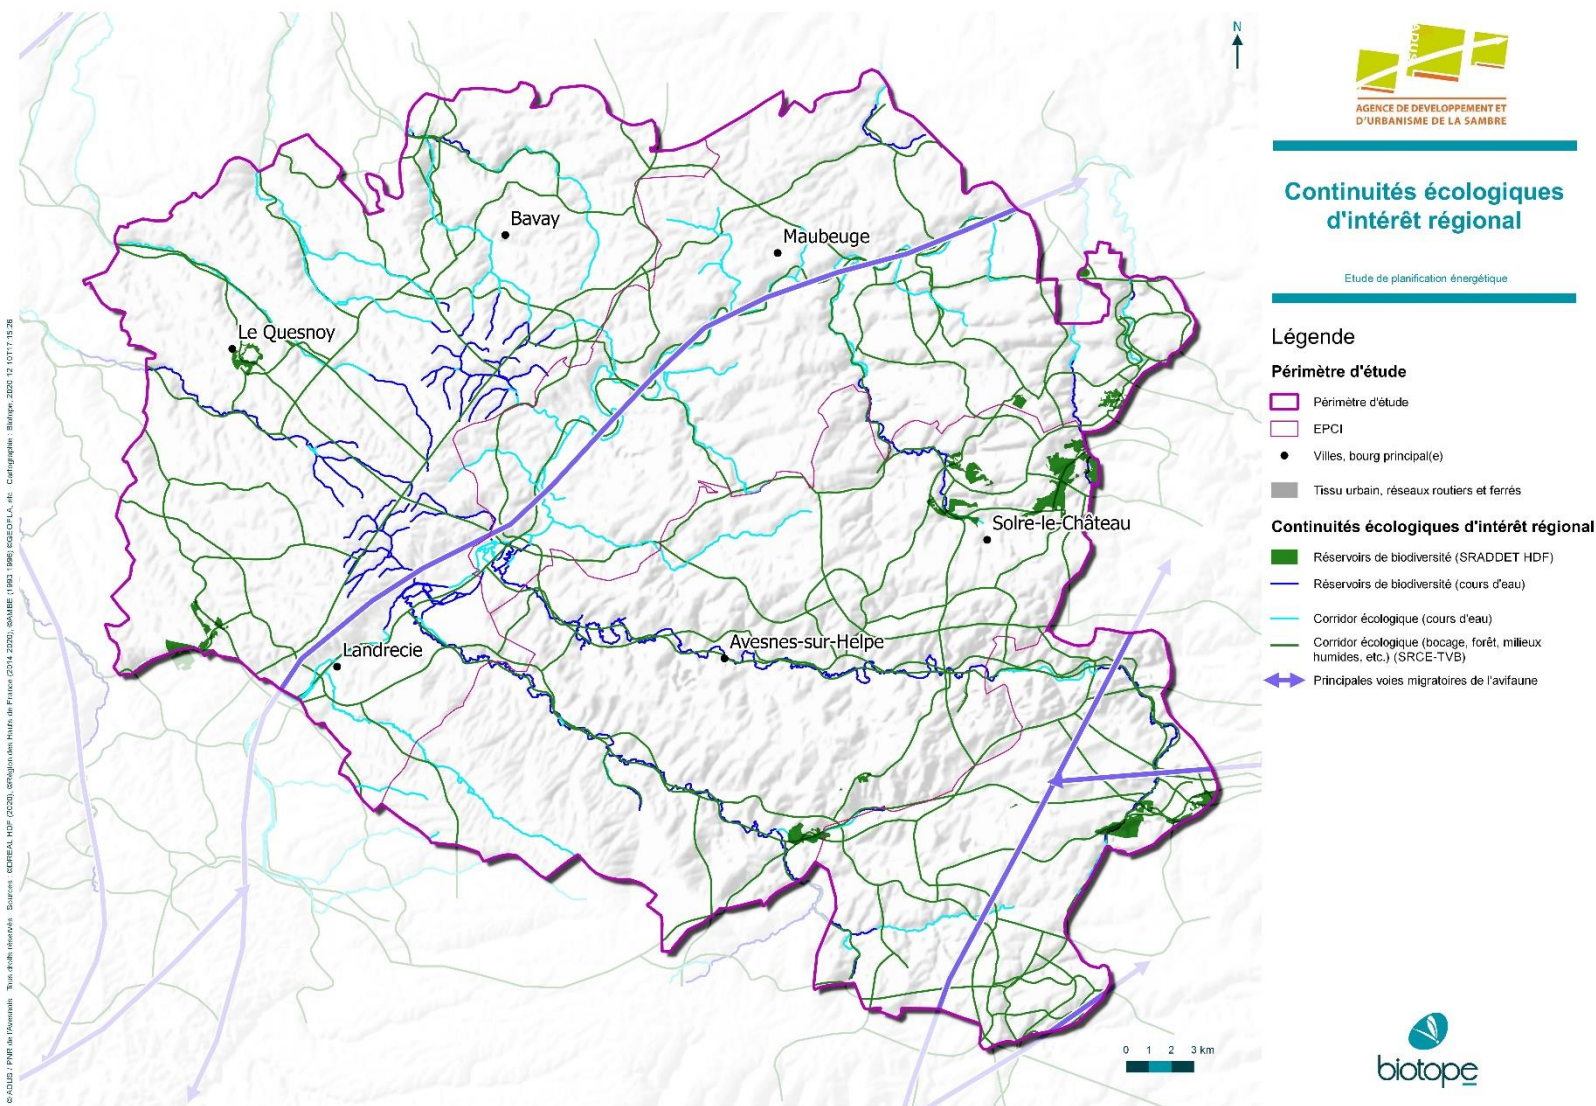 N
Bavay
Maubeuge
Le Quesnoy
Solre-le-Château
Landrecie
Avesnes-sur-Helpe
0 1 2 3 km
AGENCE DE DEVELOPPEMENT ET
D'URBANISME DE LA SAMBRE
Continuités écologiques
d'intérêt régional
Etude de planification énergétique
Légende
Périmètre d'étude
Périmètre d'étude
EPCI
Villes, bourg principal(e)
Tissu urbain, réseaux routiers et ferrés
Continuités écologiques d'intérêt régional
Réservoirs de biodiversité (SRADDET HDF)
Réservoirs de biodiversité (cours d'eau)
Corridor écologique (cours d'eau)
Corridor écologique (bocage, forêt, milieux
humides, etc.) (SRCE-TVB)
Principales voies migratoires de l'avifaune
biotope